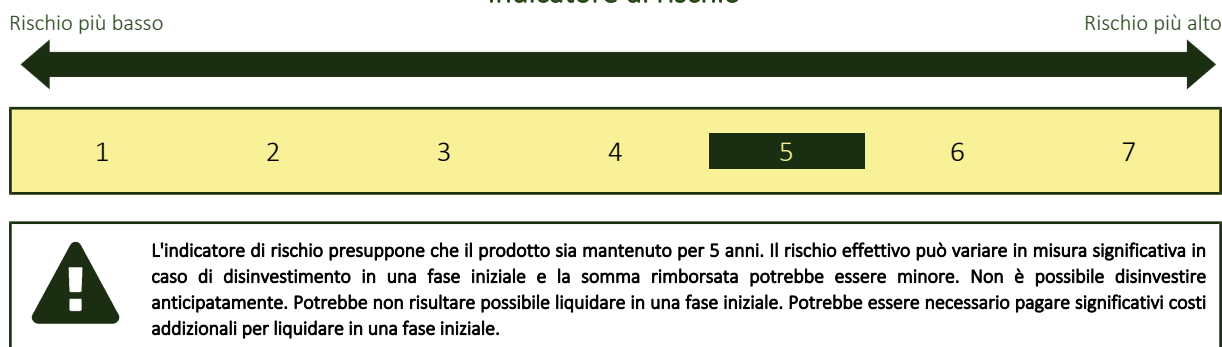 Indicatore di rischio
Rischio più basso
Rischio più alto
1 2 3 4 5 6 7
L'indicatore di rischio presuppone che il prodotto sia mantenuto per 5 anni. Il rischio effettivo può variare in misura significativa in
caso di disinvestimento in una fase iniziale e la somma rimborsata potrebbe essere minore. Non è possibile disinvestire
anticipatamente. Potrebbe non risultare possibile liquidare in una fase iniziale. Potrebbe essere necessario pagare significativi costi
addizionali per liquidare in una fase iniziale.